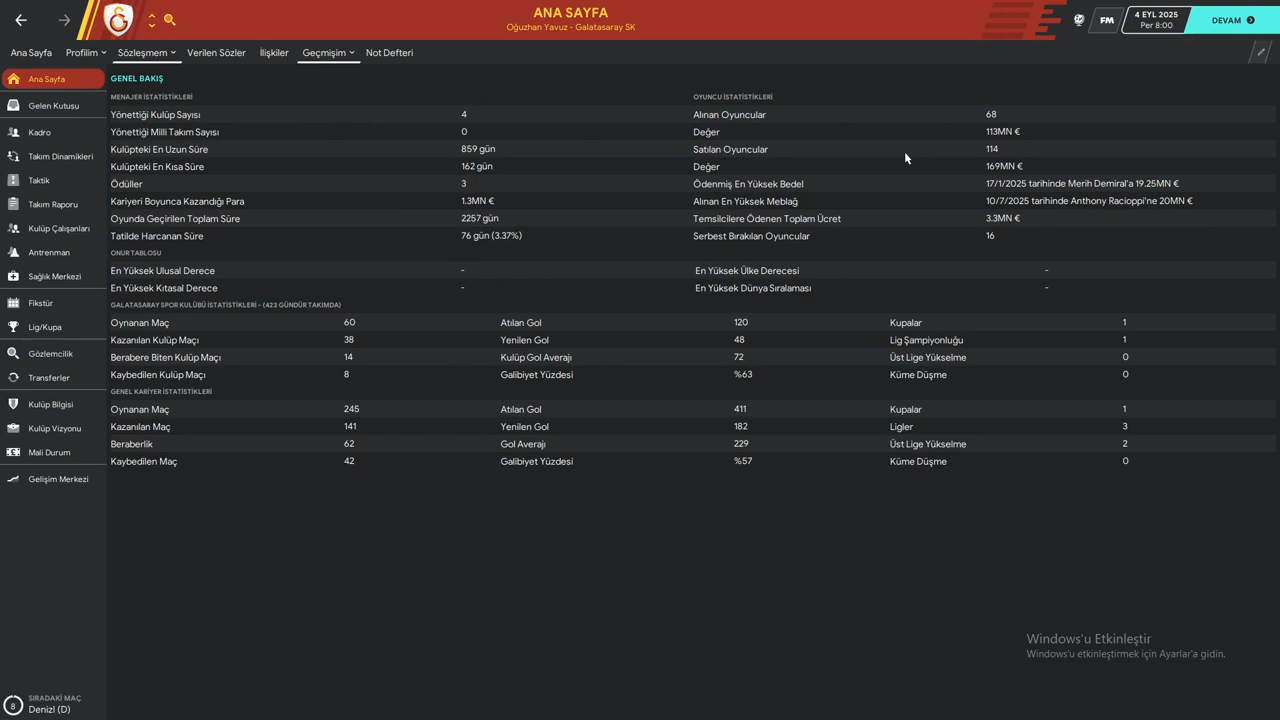 ANA SAYFA
Oğuzhan Yavuz - Galatasaray SK
FM
4 EYL 2025
Per 8:00
DEVAM
Ana Sayfa Profilim Sözleşmem Verilen Sözler İlişkiler Geçmişim Not Defteri
Ana Sayfa
Gelen Kutusu
Kadro
Takım Dinamikleri
Taktik
Takım Raporu
Kulüp Çalışanları
Antrenman
Sağlık Merkezi
Fikstür
Lig/Kupa
Gözlemcilik
Transferler
Kulüp Bilgisi
Kulüp Vizyonu
Mali Durum
Gelişim Merkezi
8
SIRADAKİ MAÇ
Denizl (D)
GENEL BAKIŞ
MENAJER İSTATİSTİKLERİ OYUNCU İSTATİSTİKLERİ
Yönettiği Kulüp Sayısı 4 Alınan Oyuncular 68
Yönettiği Milli Takım Sayısı 0 Değer 113MN €
Kulüpteki En Uzun Süre 859 gün Satılan Oyuncular 114
Kulüpteki En Kısa Süre 162 gün Değer 169MN €
Ödüller 3 Ödenmiş En Yüksek Bedel 17/1/2025 tarihinde Merih Demiral'a 19.25MN €
Kariyeri Boyunca Kazandığı Para 1.3MN € Alınan En Yüksek Meblağ 10/7/2025 tarihinde Anthony Racioppi'ne 20MN €
Oyunda Geçirilen Toplam Süre 2257 gün Temsilcilere Ödenen Toplam Ücret 3.3MN €
Tatilde Harcanan Süre 76 gün (3.37%) Serbest Bırakılan Oyuncular 16
ONUR TABLOSU
En Yüksek Ulusal Derece - En Yüksek Ülke Derecesi -
En Yüksek Kıtasal Derece - En Yüksek Dünya Sıralaması -
GALATASARAY SPOR KULÜBÜ İSTATİSTİKLERİ - (423 GÜNDÜR TAKIMDA)
Oynanan Maç 60 Atılan Gol 120 Kupalar 1
Kazanılan Kulüp Maçı 38 Yenilen Gol 48 Lig Şampiyonluğu 1
Berabere Biten Kulüp Maçı 14 Kulüp Gol Averajı 72 Üst Lige Yükselme 0
Kaybedilen Kulüp Maçı 8 Galibiyet Yüzdesi %63 Küme Düşme 0
GENEL KARİYER İSTATİSTİKLERİ
Oynanan Maç 245 Atılan Gol 411 Kupalar 1
Kazanılan Maç 141 Yenilen Gol 182 Ligler 3
Beraberlik 62 Gol Averajı 229 Üst Lige Yükselme 2
Kaybedilen Maç 42 Galibiyet Yüzdesi %57 Küme Düşme 0
Windows'u Etkinleştir
Windows'u etkinleştirmek için Ayarlar'a gidin.